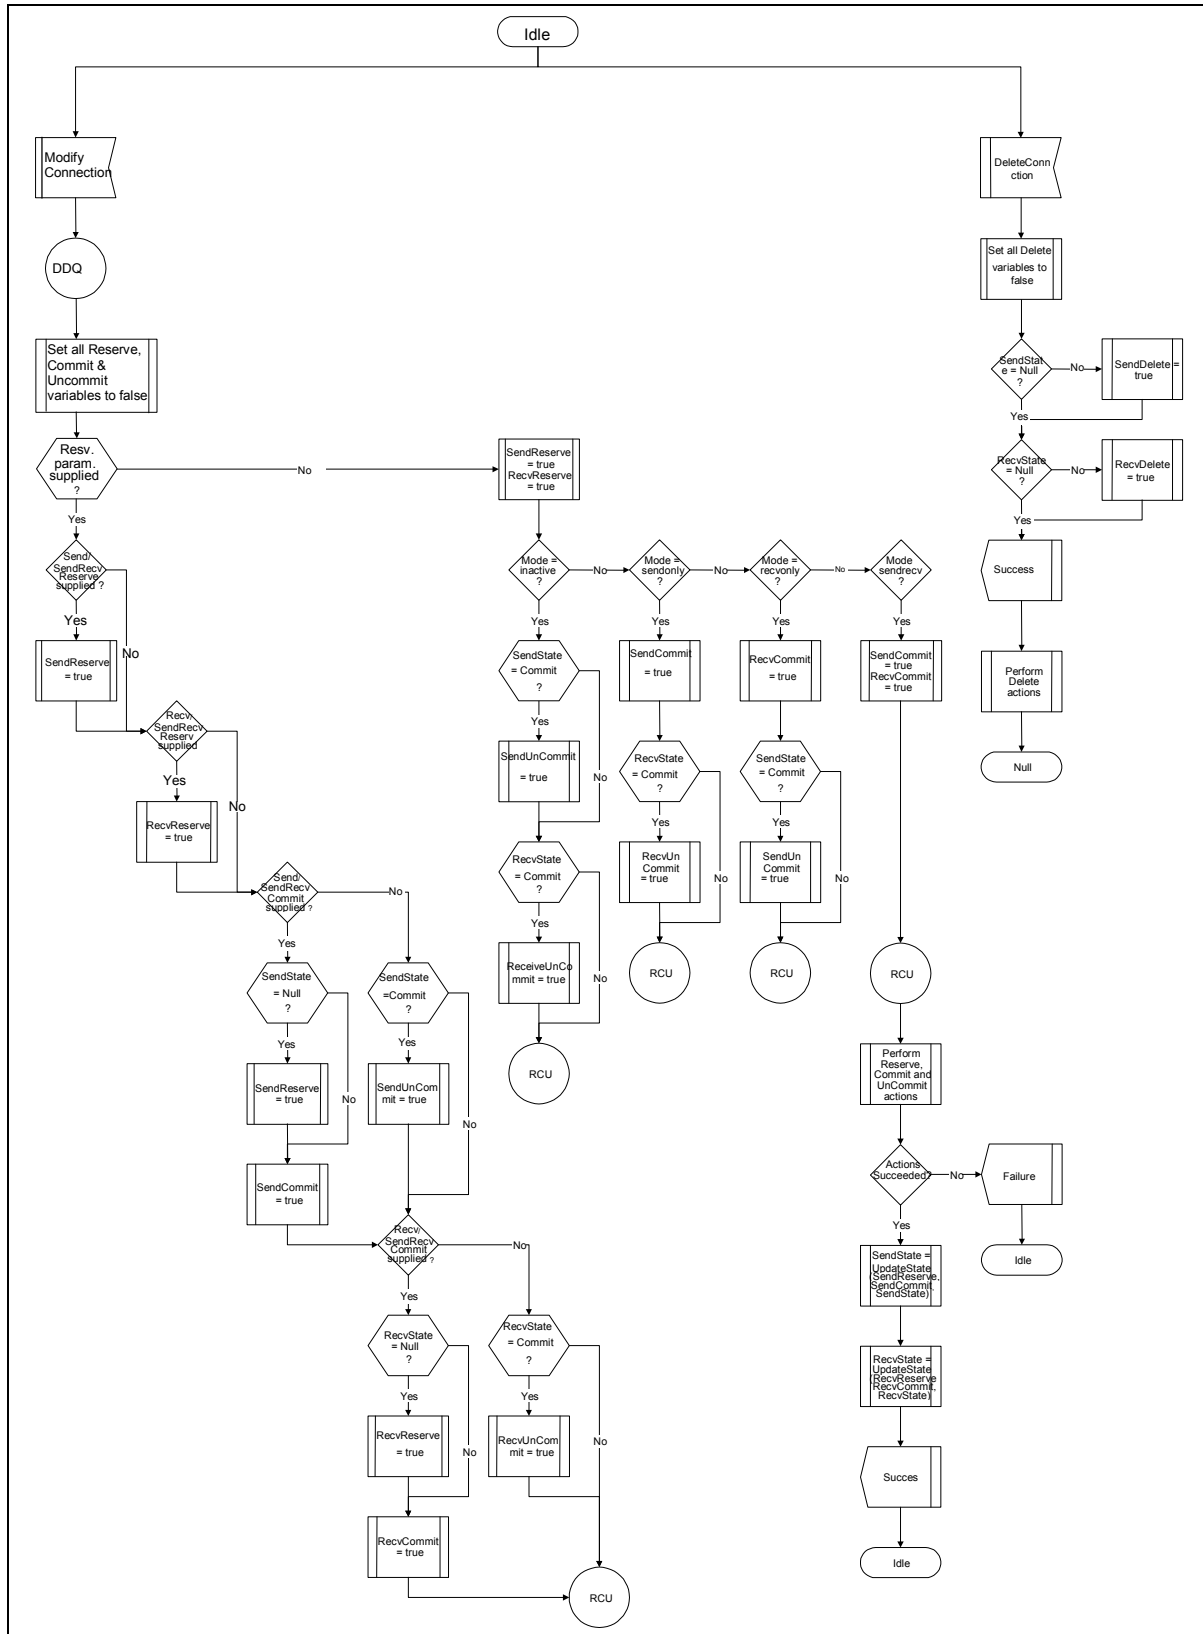 Idle
Modify
Connection
DDQ
Set all Reserve,
Commit &
Uncommit
variables to false
Resv.
param.
supplied
?
No
Yes
Send/
SendRecv
Reserve
supplied ?
Yes
No
SendReserve
= true
Recv/
SendRecv
Reserv
supplied
Yes
No
RecvReserve
= true
Send/
SendRecv
Commit
supplied ?
No
Yes
SendState
= Null
?
Yes
No
SendReserve
= true
SendCommit
= true
SendState
=Commit
?
Yes
No
SendUnCom
mit = true
Recv/
SendRecv
Commit
supplied ?
No
Yes
RecvState
= Null
?
Yes
No
RecvReserve
= true
RecvCommit
= true
RecvState
= Commit
?
Yes
No
RecvUnCom
mit = true
RCU
SendReserve
= true
RecvReserve
= true
Mode =
inactive
?
No
Yes
SendState
= Commit
?
Yes
No
SendUnCommit
= true
RecvState
= Commit
?
Yes
No
ReceiveUnCo
mmit = true
RCU
Mode =
sendonly
?
No
Yes
SendCommit
= true
RecvState
= Commit
?
Yes
No
RecvUn
Commit
=true
RCU
Mode =
recvonly
?
No
Yes
RecvCommit
= true
SendState
= Commit
?
Yes
No
SendUn
Commit
=true
RCU
Mode
sendrecv
?
Yes
SendCommit
= true
RecvCommit
= true
RCU
Perform
Reserve,
Commit and
UnCommit
actions
Actions
Succeeded?
No
Yes
Failure
Idle
SendState =
UpdateState
(SendReserve,
SendCommit,
SendState)
RecvState =
UpdateState
(RecvReserve
RecvCommit,
RecvState)
Succes
Idle
DeleteConn
ction
Set all Delete
variables to
false
SendStat
e = Null
?
No
SendDelete =
true
Yes
RecvState
= Null
?
No
RecvDelete
= true
Yes
Success
Perform
Delete
actions
Null